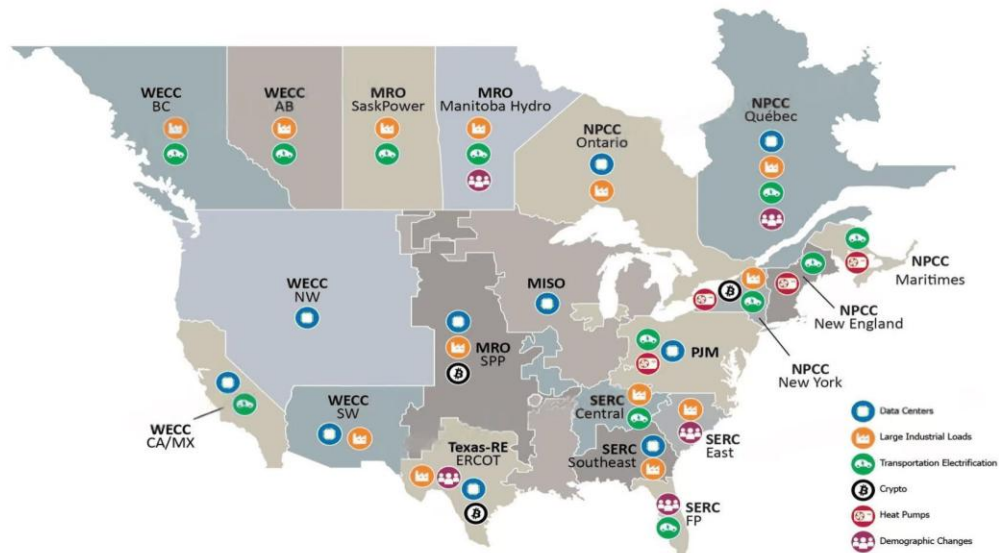 WECC
BC
WECC
AB
MRO
SaskPower
MRO
Manitoba Hydro
NPCC
Ontario
NPCC
Québec
NPCC
Maritimes
NPCC
New England
NPCC
New York
WECC
NW
MISO
MRO
SPP
PJM
WECC
CA/MX
WECC
SW
SERC
Central
SERC
East
Texas-RE
ERCOT
SERC
Southeast
SERC
FP
Data Centers
Large Industrial Loads
Transportation Electrification
Crypto
Heat Pumps
Demographic Changes